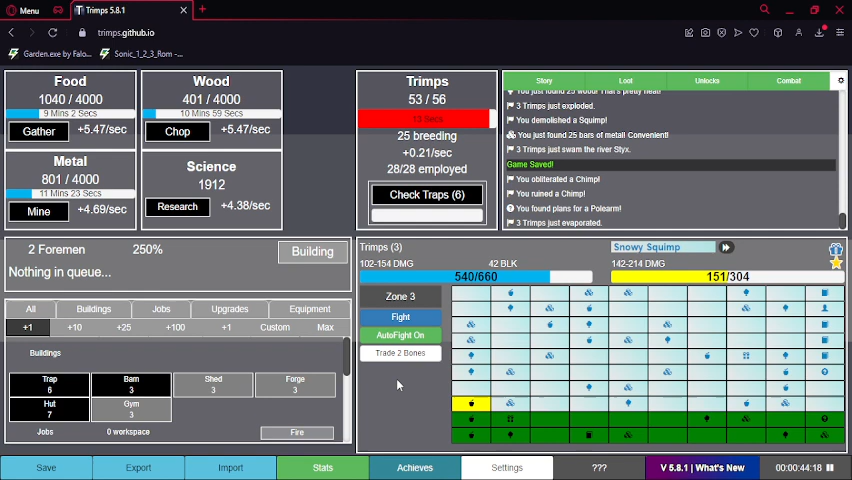 Menu
Trimps 5.8.1
trimps.github.io
Garden.exe by Falo...
Sonic_1_2_3_Rom -...
Food
1040 / 4000
9 Mins 2 Secs
Gather
+5.47/sec
Wood
401 / 4000
10 Mins 59 Secs
Chop
+5.47/sec
Metal
801 / 4000
11 Mins 23 Secs
Mine
+4.69/sec
Science
1912
Research
+4.38/sec
Trimps
53 / 56
13 Secs
25 breeding
+0.21/sec
28/28 employed
Check Traps (6)
Story
Loot
Unlocks
Combat
You just found 25 wood! That's pretty neat!
3 Trimps just exploded.
You demolished a Squimp!
You just found 25 bars of metal! Convenient!
3 Trimps just swam the river Styx.
Game Saved!
You obliterated a Chimp!
You ruined a Chimp!
You found plans for a Polearm!
3 Trimps just evaporated.
2 Foremen
250%
Building
Nothing in queue...
All
Buildings
Jobs
Upgrades
Equipment
+1
+10
+25
+100
+1
Custom
Max
Buildings
Trap
6
Barn
3
Shed
3
Forge
3
Hut
7
Gym
3
Jobs
0 workspace
Fire
Trimps (3)
102-154 DMG
42 BLK
540/660
Snowy Squimp
142-214 DMG
151/304
Zone 3
Fight
AutoFight On
Trade 2 Bones
Save
Export
Import
Stats
Achieves
Settings
???
V 5.8.1 | What's New
00:00:44:18